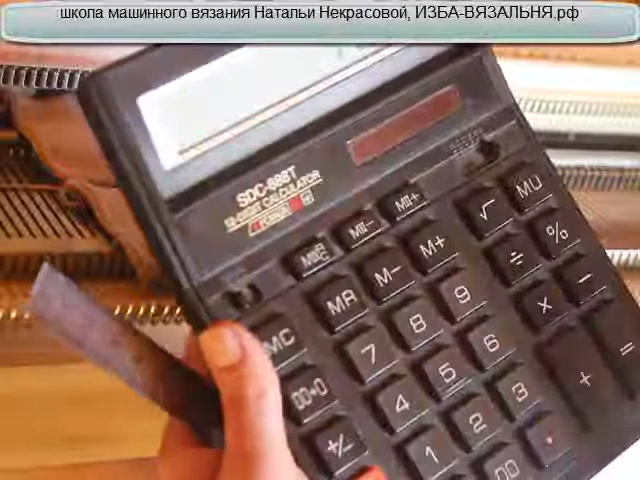 школа машинного вязания Натальи Некрасовой, ИЗБА-ВЯЗАЛЬНЯ.рф
SDC-888T
MII+
MII−
√ MU
M+
M− ÷ %
MR 9 × −
MC 8
7 6 + =
00→0 5
4 3
+/− 2 .
1 00